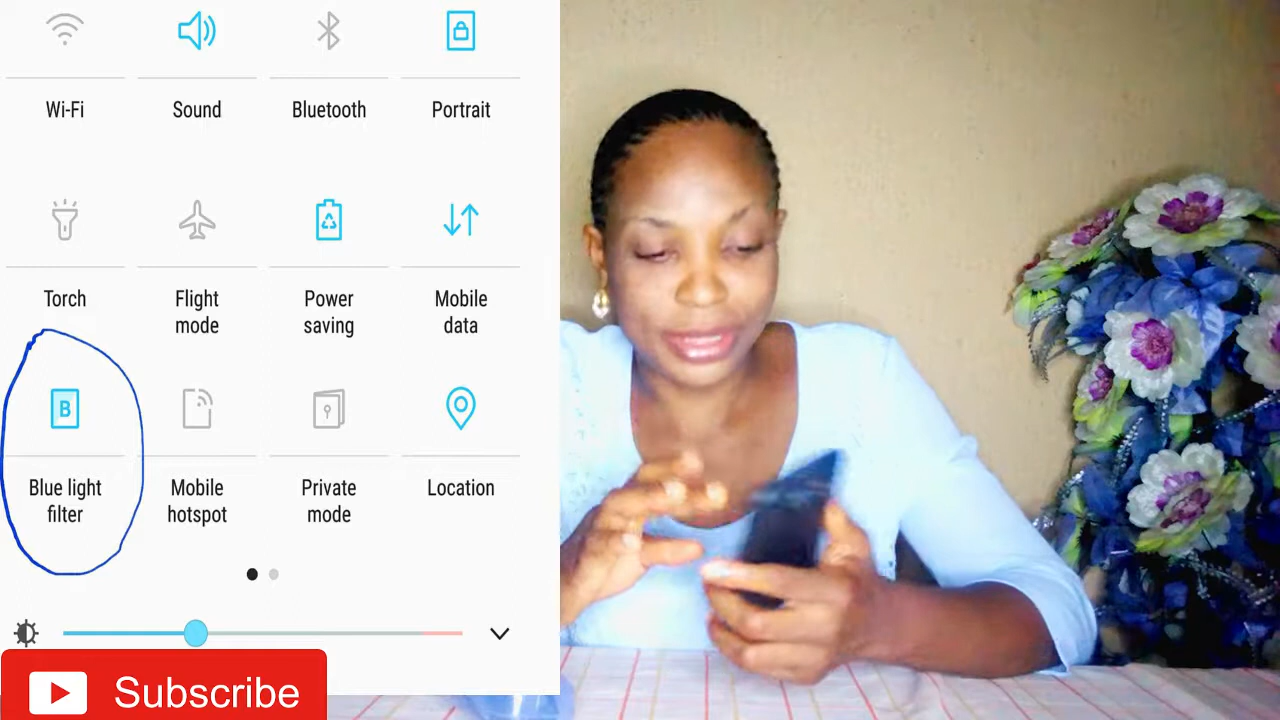 Wi-Fi
Sound
Bluetooth
Portrait
Torch
Flight
mode
Power
saving
Mobile
data
B
Blue light
filter
Mobile
hotspot
Private
mode
Location
Subscribe